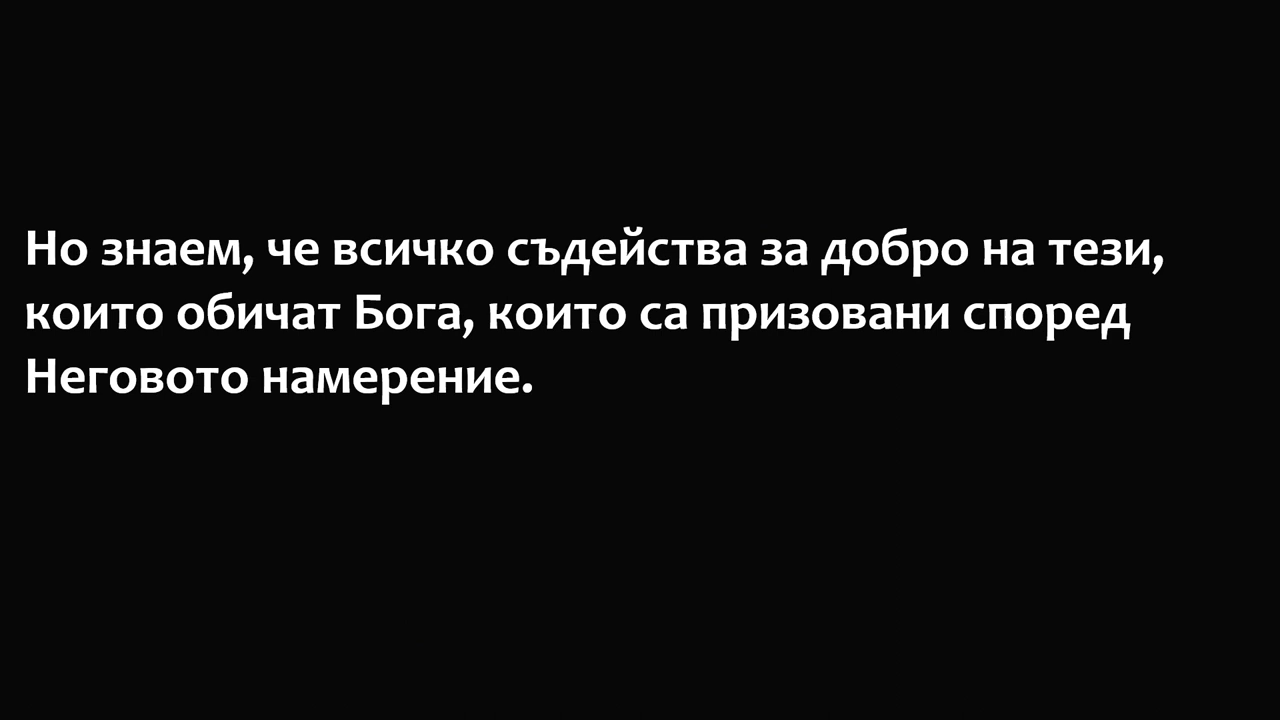 Но знаем, че всичко съдейства за добро на тези,
които обичат Бога, които са призовани според
Неговото намерение.